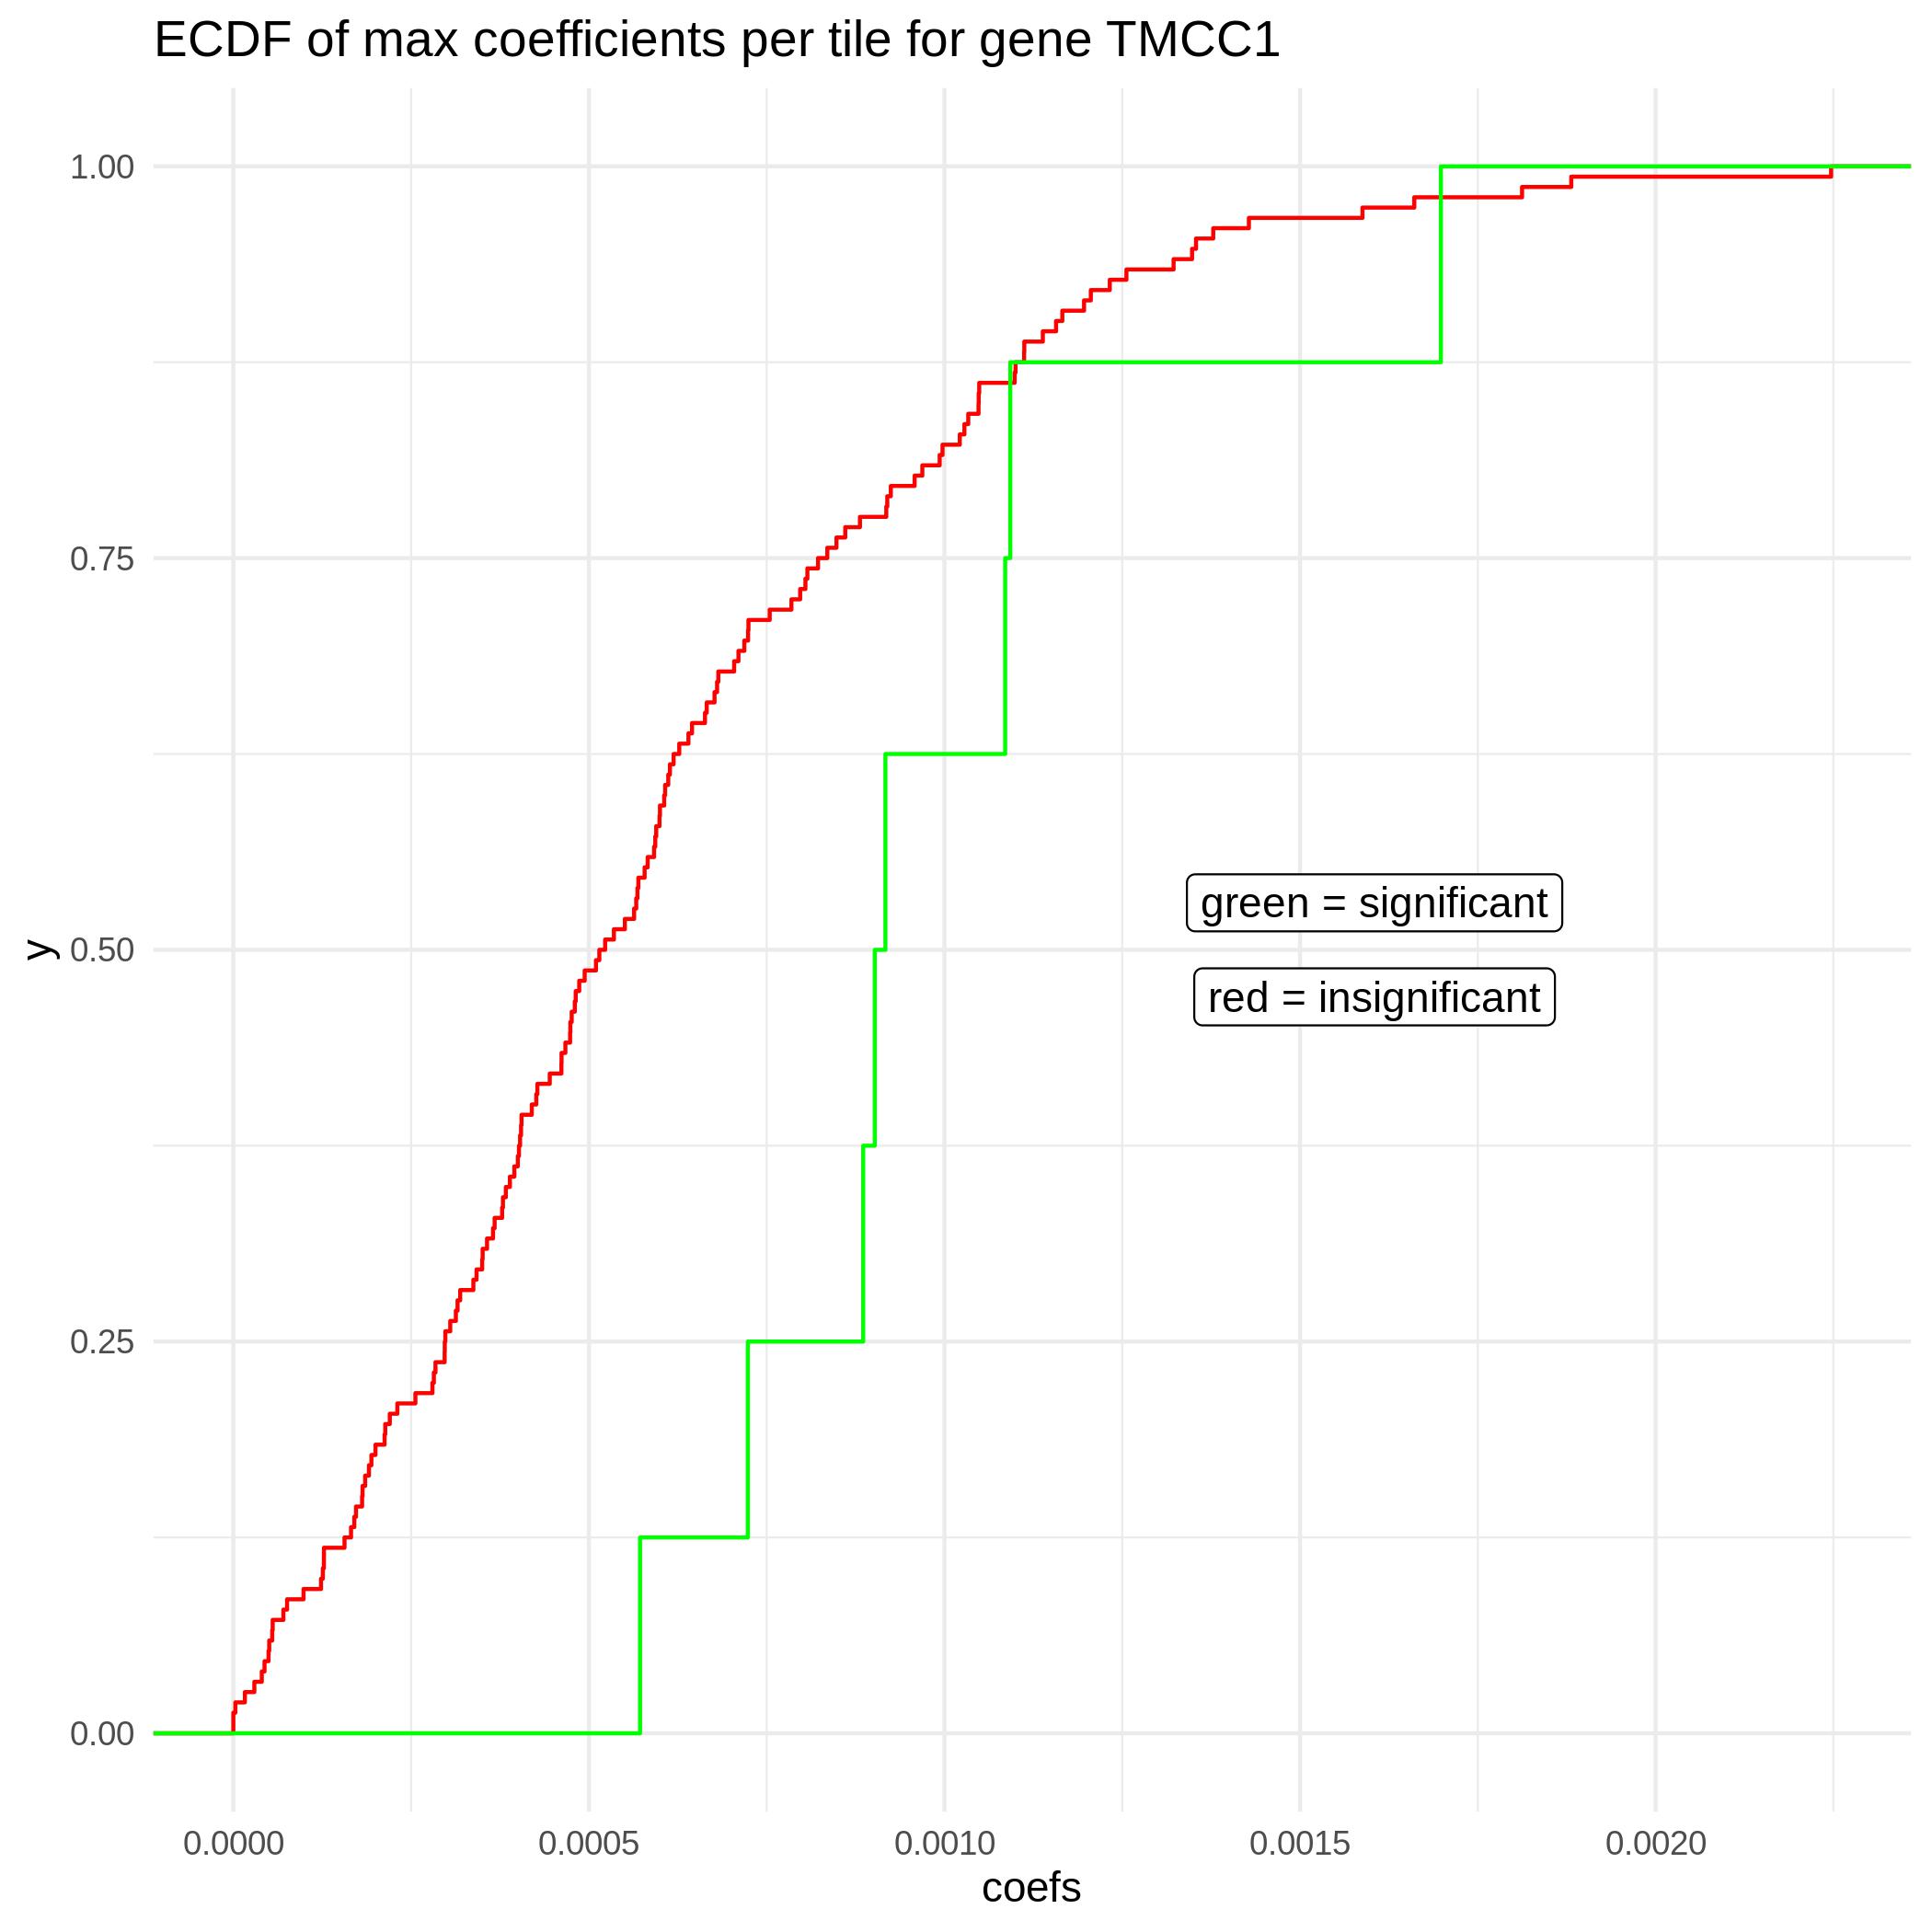 ECDF of max coefficients per tile for gene TMCC1
1.00
0.75
0.50
0.25
0.00
y
green = significant
red = insignificant
0.0000
0.0005
0.0010
0.0015
0.0020
coefs